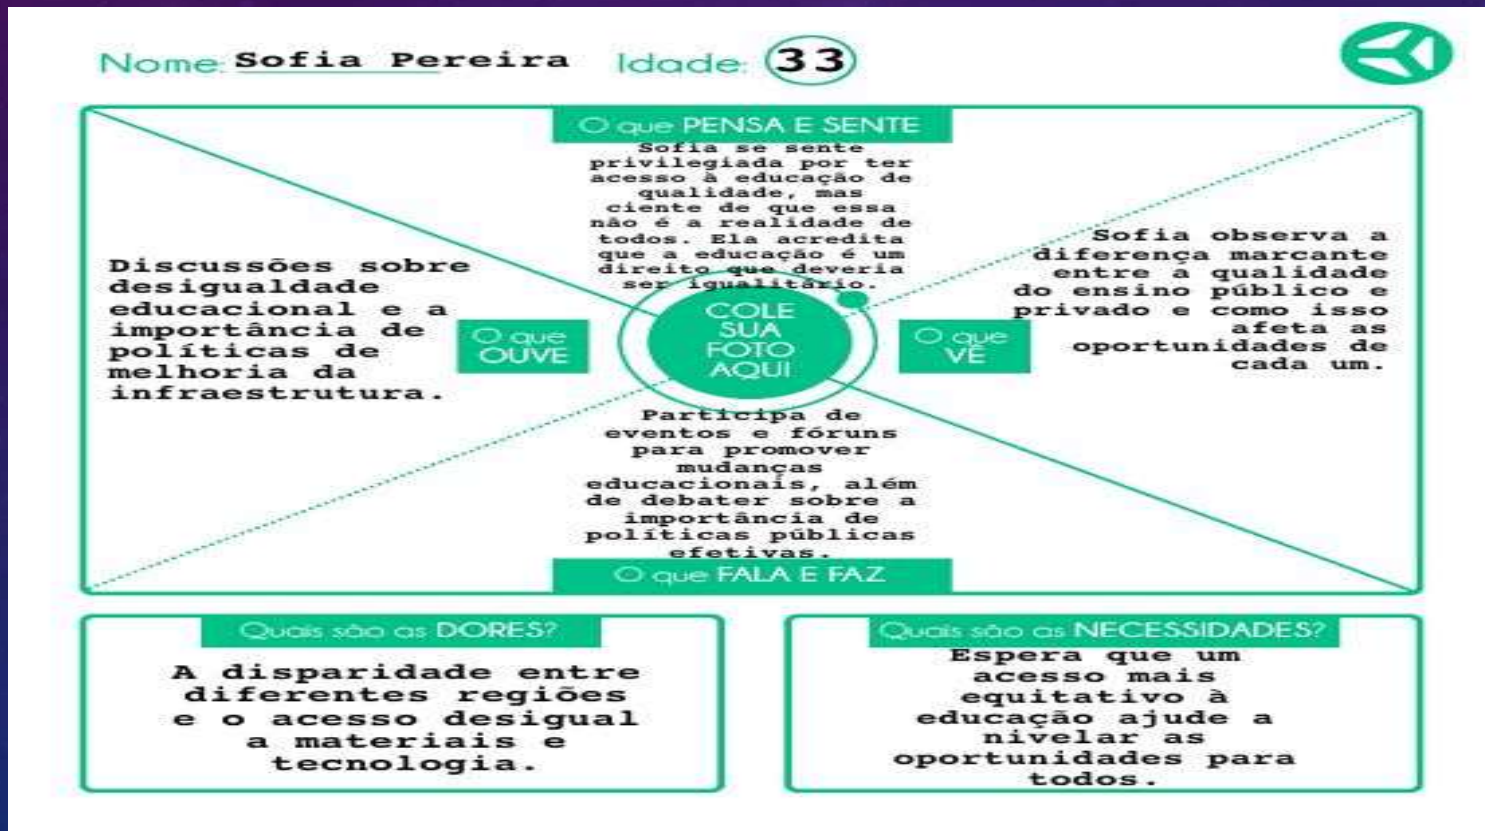 Nome: Sofia Pereira Idade: 33
O que PENSA E SENTE
Sofia se sente
privilegiada por ter
acesso à educação de
qualidade, mas
ciente de que essa
não é a realidade de
todos. Ela acredita
que a educação é um
direito que deveria
ser igualitário.
Discussões sobre
desigualdade
educacional e a
importância de
políticas de
melhoria da
infraestrutura.
O que
OUVE
COLE
SUA
FOTO
AQUI
O que
VÊ
Sofia observa a
diferença marcante
entre a qualidade
do ensino público e
privado e como isso
afeta as
oportunidades de
cada um.
Participa de
eventos e fóruns
para promover
mudanças
educacionais, além
de debater sobre a
importância de
políticas públicas
efetivas.
O que FALA E FAZ
Quais são as DORES?
A disparidade entre
diferentes regiões
e o acesso desigual
a materiais e
tecnologia.
Quais são as NECESSIDADES?
Espera que um
acesso mais
equitativo à
educação ajude a
nivelar as
oportunidades para
todos.